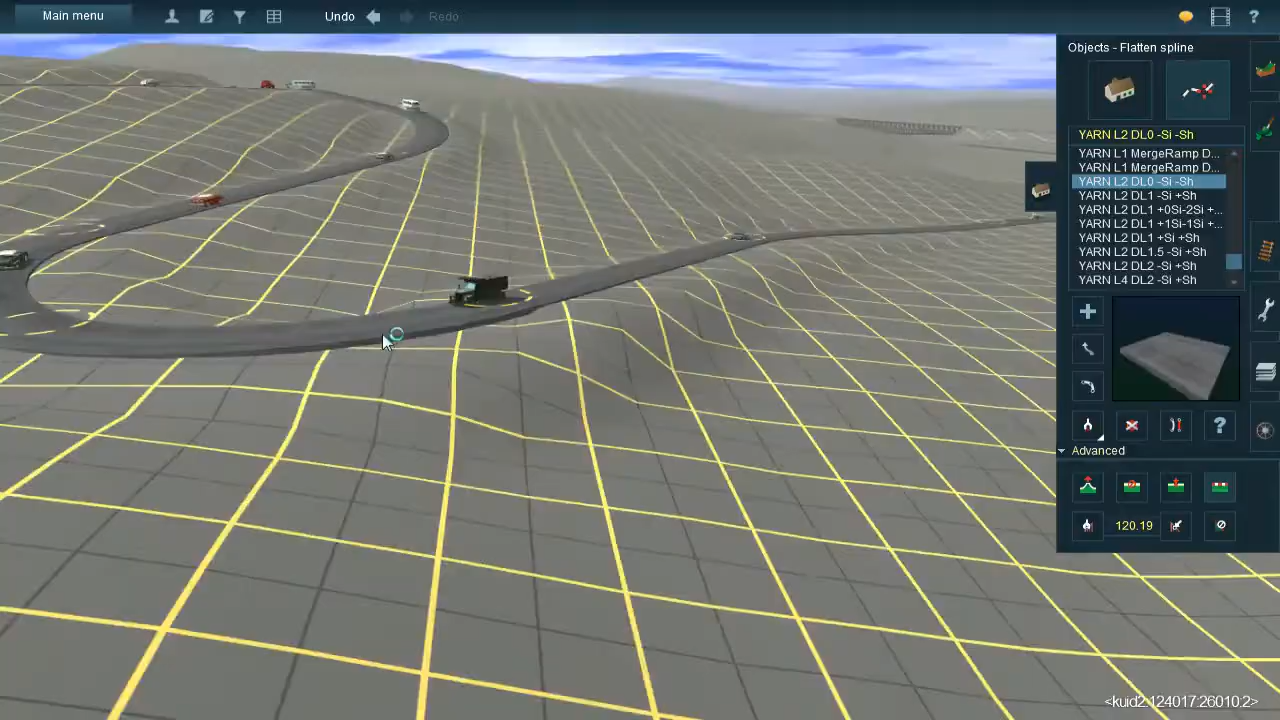 Main menu
Undo
Redo
?
Objects - Flatten spline
YARN L2 DL0 -Si -Sh
YARN L1 MergeRamp D...
YARN L1 MergeRamp D...
YARN L2 DL0 -Si -Sh
YARN L2 DL1 -Si +Sh
YARN L2 DL1 +0Si-2Si +...
YARN L2 DL1 +1Si-1Si +...
YARN L2 DL1 +Si +Sh
YARN L2 DL1.5 -Si +Sh
YARN L2 DL2 -Si +Sh
YARN L4 DL2 -Si +Sh
?
Advanced
120.19
<kuid2:124017:26010:2>